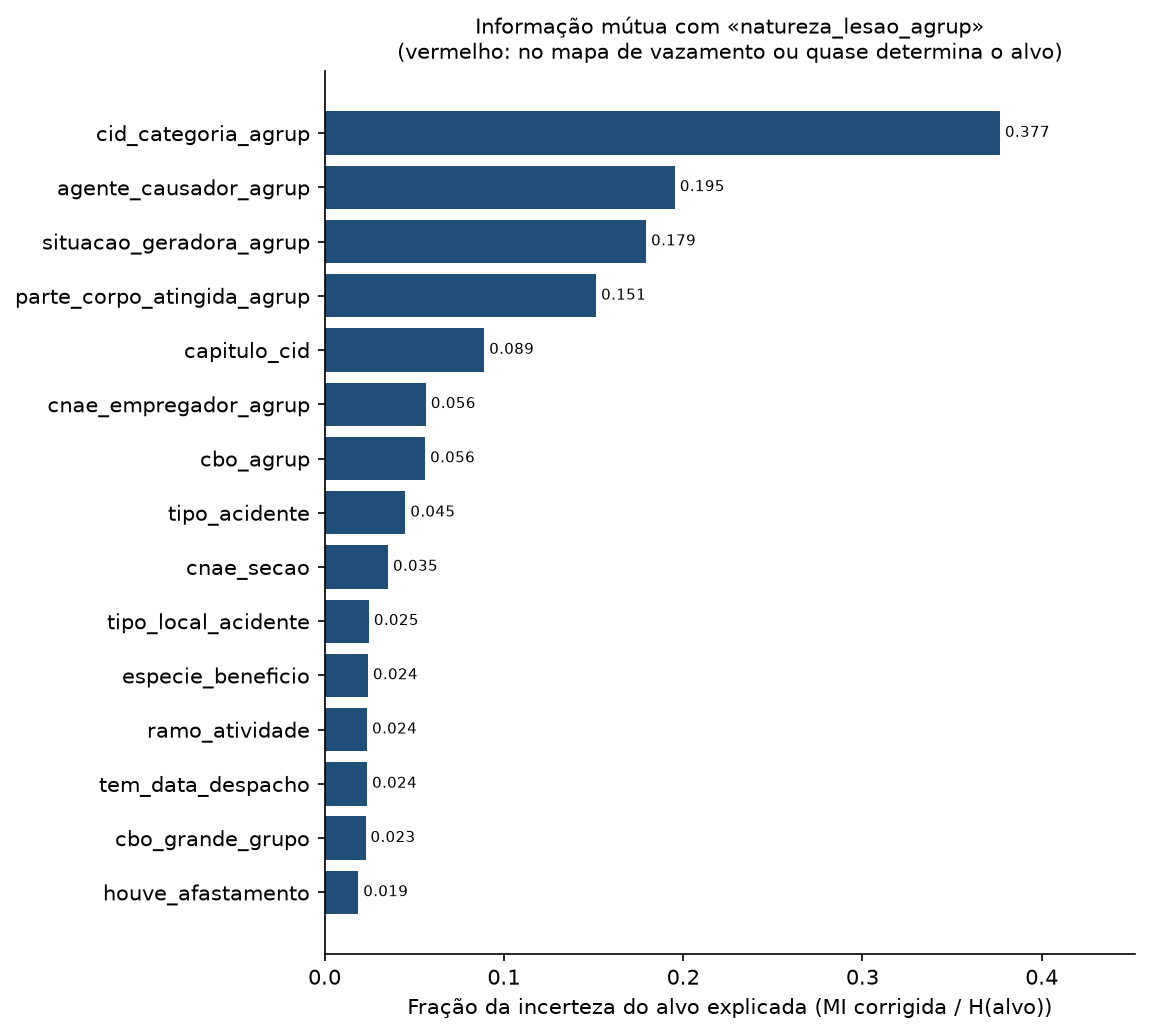 Informação mútua com «natureza_lesao_agrup»
(vermelho: no mapa de vazamento ou quase determina o alvo)
cid_categoria_agrup 0.377
agente_causador_agrup 0.195
situacao_geradora_agrup 0.179
parte_corpo_atingida_agrup 0.151
capitulo_cid 0.089
cnae_empregador_agrup 0.056
cbo_agrup 0.056
tipo_acidente 0.045
cnae_secao 0.035
tipo_local_acidente 0.025
especie_beneficio 0.024
ramo_atividade 0.024
tem_data_despacho 0.024
cbo_grande_grupo 0.023
houve_afastamento 0.019
0.0 0.1 0.2 0.3 0.4
Fração da incerteza do alvo explicada (MI corrigida / H(alvo))